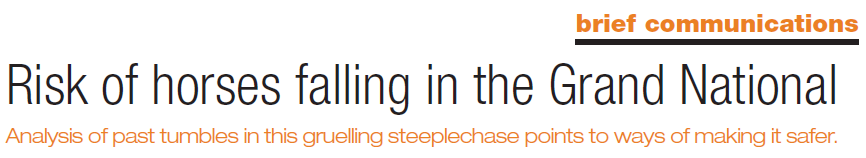 brief communications
Risk of horses falling in the Grand National
Analysis of past tumbles in this gruelling steeplechase points to ways of making it safer.